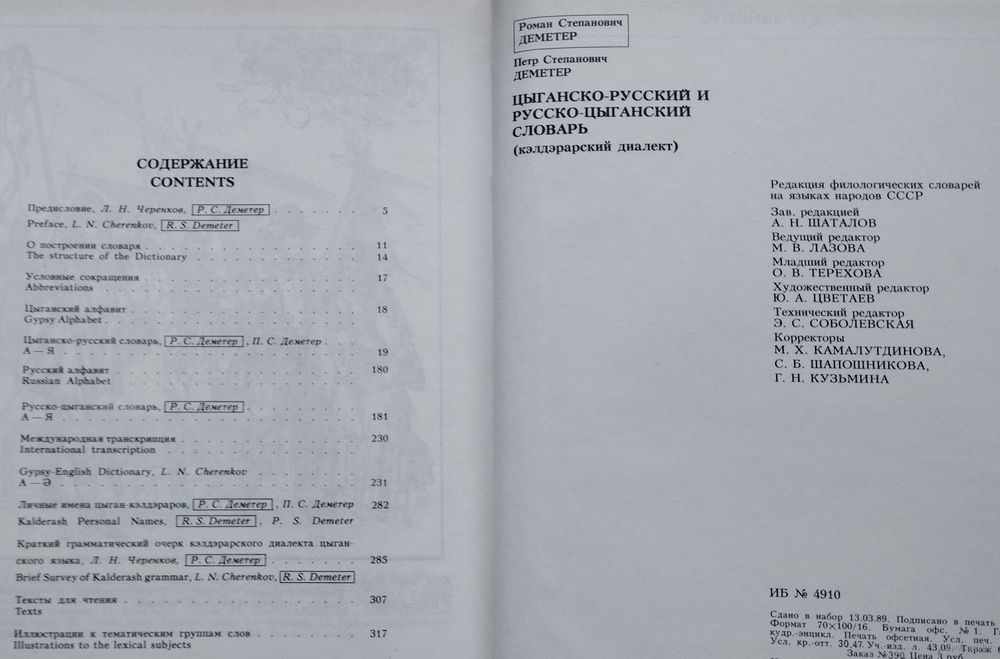 СОДЕРЖАНИЕ
CONTENTS
Предисловие, Л. Н. Черенков, Р. С. Деметер . . . . . . . 5
Preface, L. N. Cherenkov, R. S. Demeter
О построении словаря . . . . . . . . . . . . . 11
The structure of the Dictionary . . . . . . . . . . 14
Условные сокращения . . . . . . . . . . . . . 17
Abbreviations . . . . . . . . . . . . .
Цыганский алфавит . . . . . . . . . . . . . 18
Gypsy Alphabet . . . . . . . . . . . . .
Цыганско-русский словарь, Р. С. Деметер, П. С. Деметер .
А — Я . . . . . . . . . . . . . 19
Русский алфавит . . . . . . . . . . . . . 180
Russian Alphabet . . . . . . . . . . . . .
Русско-цыганский словарь, Р. С. Деметер . . . . . . .
А — Я . . . . . . . . . . . . . 181
Международная транскрипция . . . . . . . . . . 230
International transcription . . . . . . . . . . .
Gypsy-English Dictionary, L. N. Cherenkov . . . . . .
А — Ә . . . . . . . . . . . . . 231
Личные имена цыган-кэлдэраров, Р. С. Деметер, П. С. Деметер 282
Kalderash Personal Names, R. S. Demeter, P. S. Demeter
Краткий грамматический очерк кэлдэрарского диалекта цыган-
ского языка, Л. Н. Черенков, Р. С. Деметер . . . . . 285
Brief Survey of Kalderash grammar, L. N. Cherenkov, R. S. Demeter
Тексты для чтения . . . . . . . . . . . . . 307
Texts
Иллюстрации к тематическим группам слов . . . . . . 317
Illustrations to the lexical subjects
Роман Степанович
ДЕМЕТЕР
Петр Степанович
ДЕМЕТЕР
ЦЫГАНСКО-РУССКИЙ И
РУССКО-ЦЫГАНСКИЙ
СЛОВАРЬ
(кэлдэрарский диалект)
Редакция филологических словарей
на языках народов СССР
Зав. редакцией
А. Н. ШАТАЛОВ
Ведущий редактор
М. В. ЛАЗОВА
Младший редактор
О. В. ТЕРЕХОВА
Художественный редактор
Ю. А. ЦВЕТАЕВ
Технический редактор
Э. С. СОБОЛЕВСКАЯ
Корректоры
М. Х. КАМАЛУТДИНОВА,
С. Б. ШАПОШНИКОВА,
Г. Н. КУЗЬМИНА
ИБ № 4910
Сдано в набор 13.03.89. Подписано в печать
Формат 70×100/16. Бумага офс. № 1.
кудр.-энцикл. Печать офсетная. Усл. печ.
Усл. кр.-отт. 30,47. Уч.-изд. л. 43,09. Тираж
Заказ №390. Цена 3 руб.